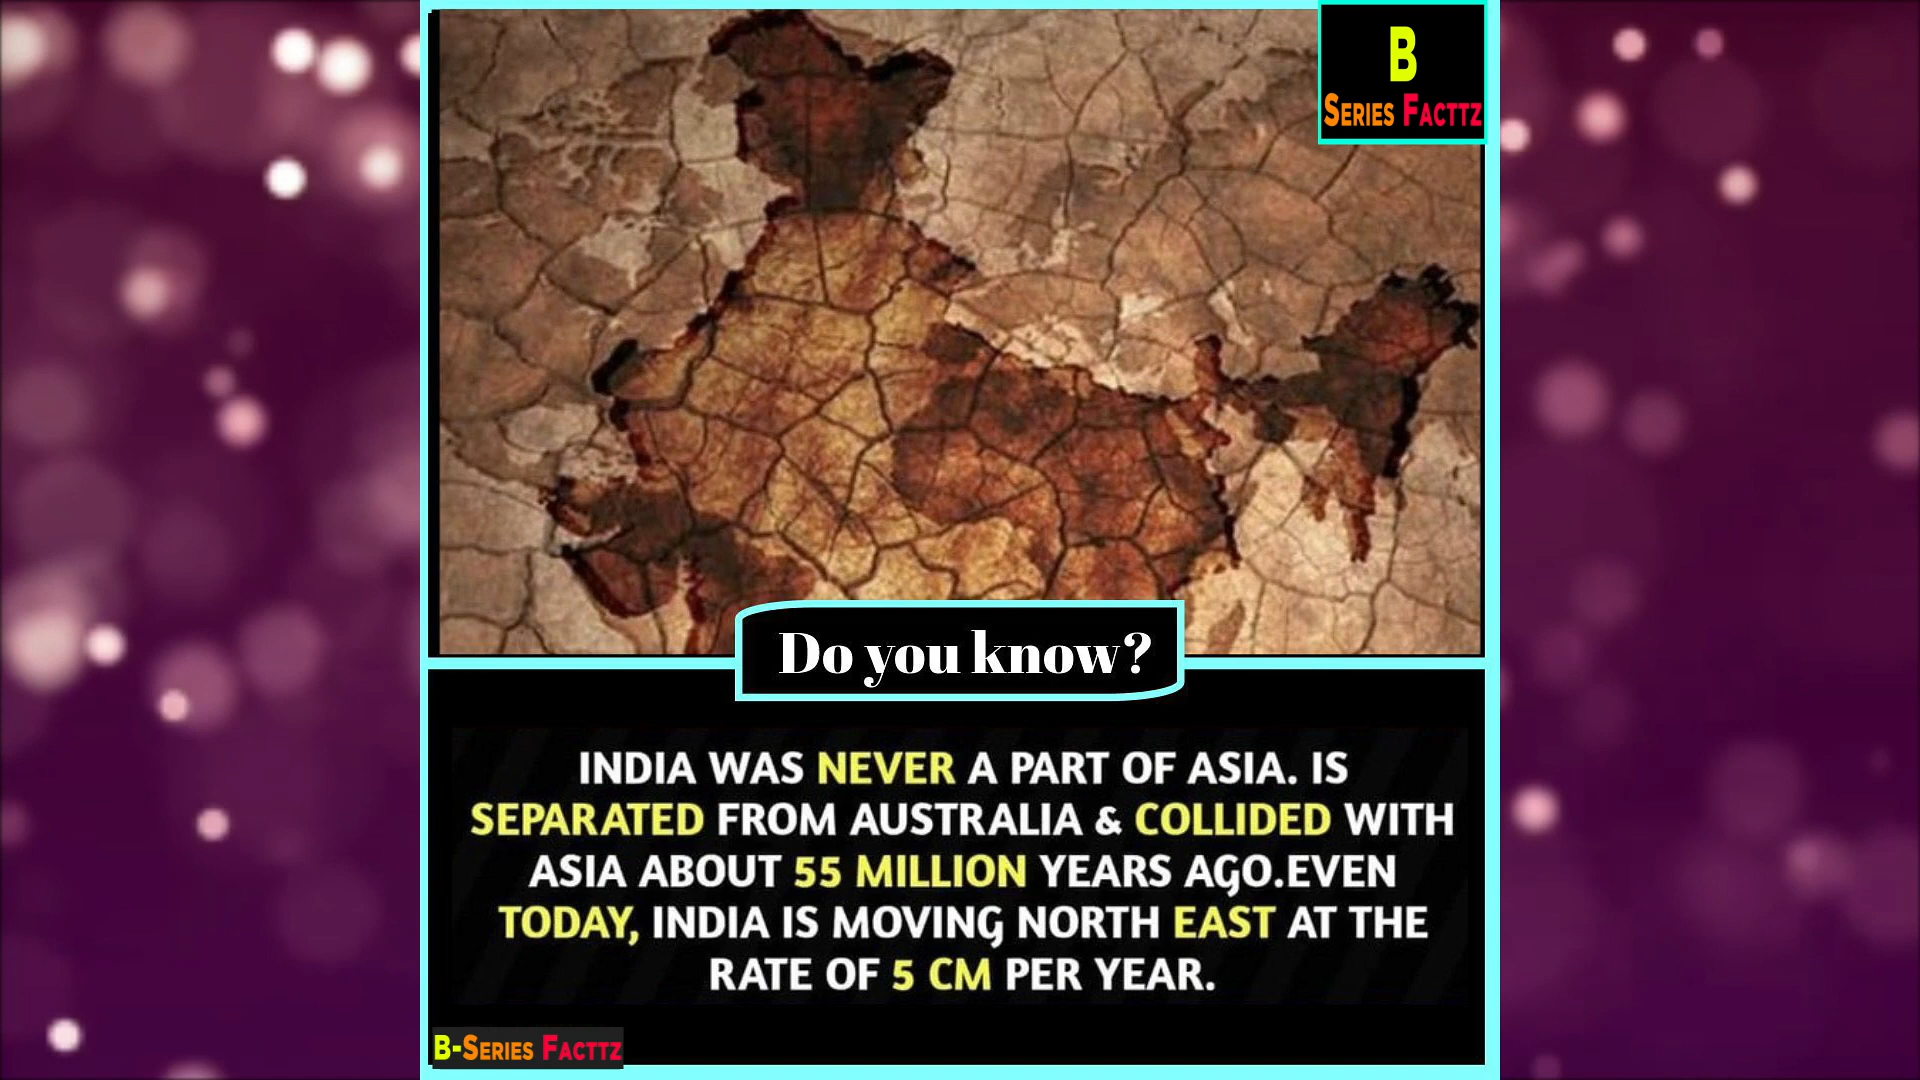 B
SERIES FACTTZ
Do you know?
INDIA WAS NEVER A PART OF ASIA. IS
SEPARATED FROM AUSTRALIA & COLLIDED WITH
ASIA ABOUT 55 MILLION YEARS AGO.EVEN
TODAY, INDIA IS MOVING NORTH EAST AT THE
RATE OF 5 CM PER YEAR.
B-SERIES FACTTZ